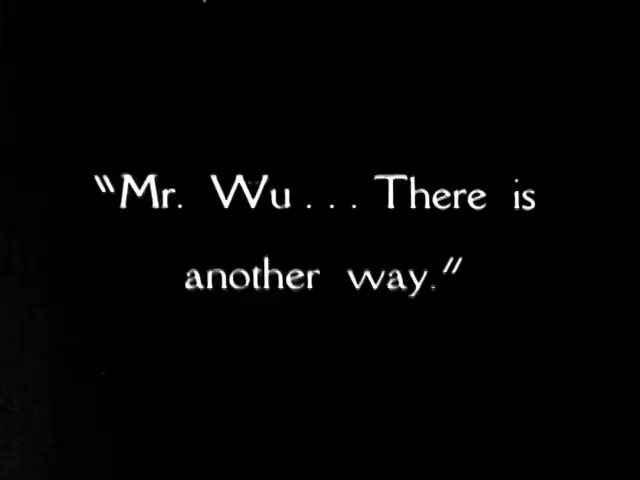 "Mr. Wu . . . There is
another way."